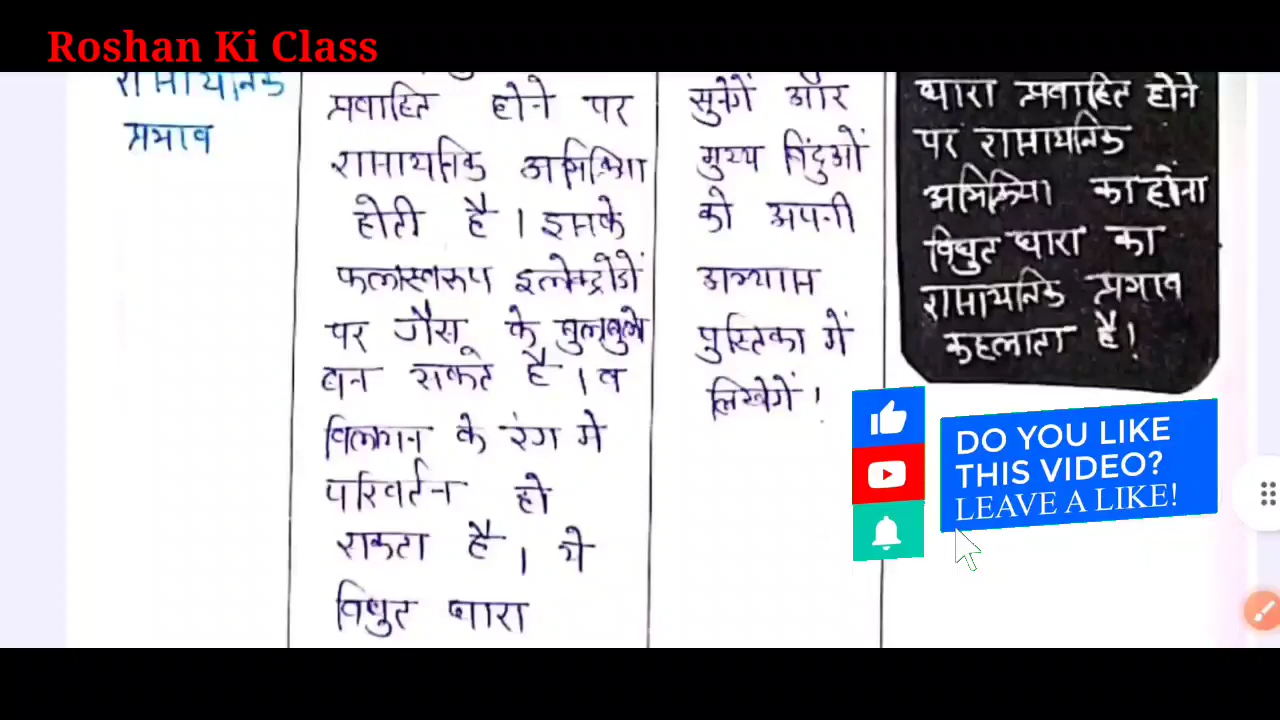 Roshan Ki Class
रासायनिक
प्रभाव
प्रवाहित होने पर
रासायनिक अभिक्रिया
होती है । इसके
फलस्वरूप इलेक्ट्रोडों
पर गैस के बुलबुले
बन सकते है । व
विलयन के रंग मे
परिवर्तन हो
सकता है । ये
विधुत धारा
सुनेगें और
मुख्य बिंदुओं
को अपनी
अभ्यास
पुस्तिका में
लिखेगें ।
धारा प्रवाहित होने
पर रासायनिक
अभिक्रिया का होना
विधुत धारा का
रासायनिक प्रभाव
कहलाता है।
DO YOU LIKE
THIS VIDEO?
LEAVE A LIKE!